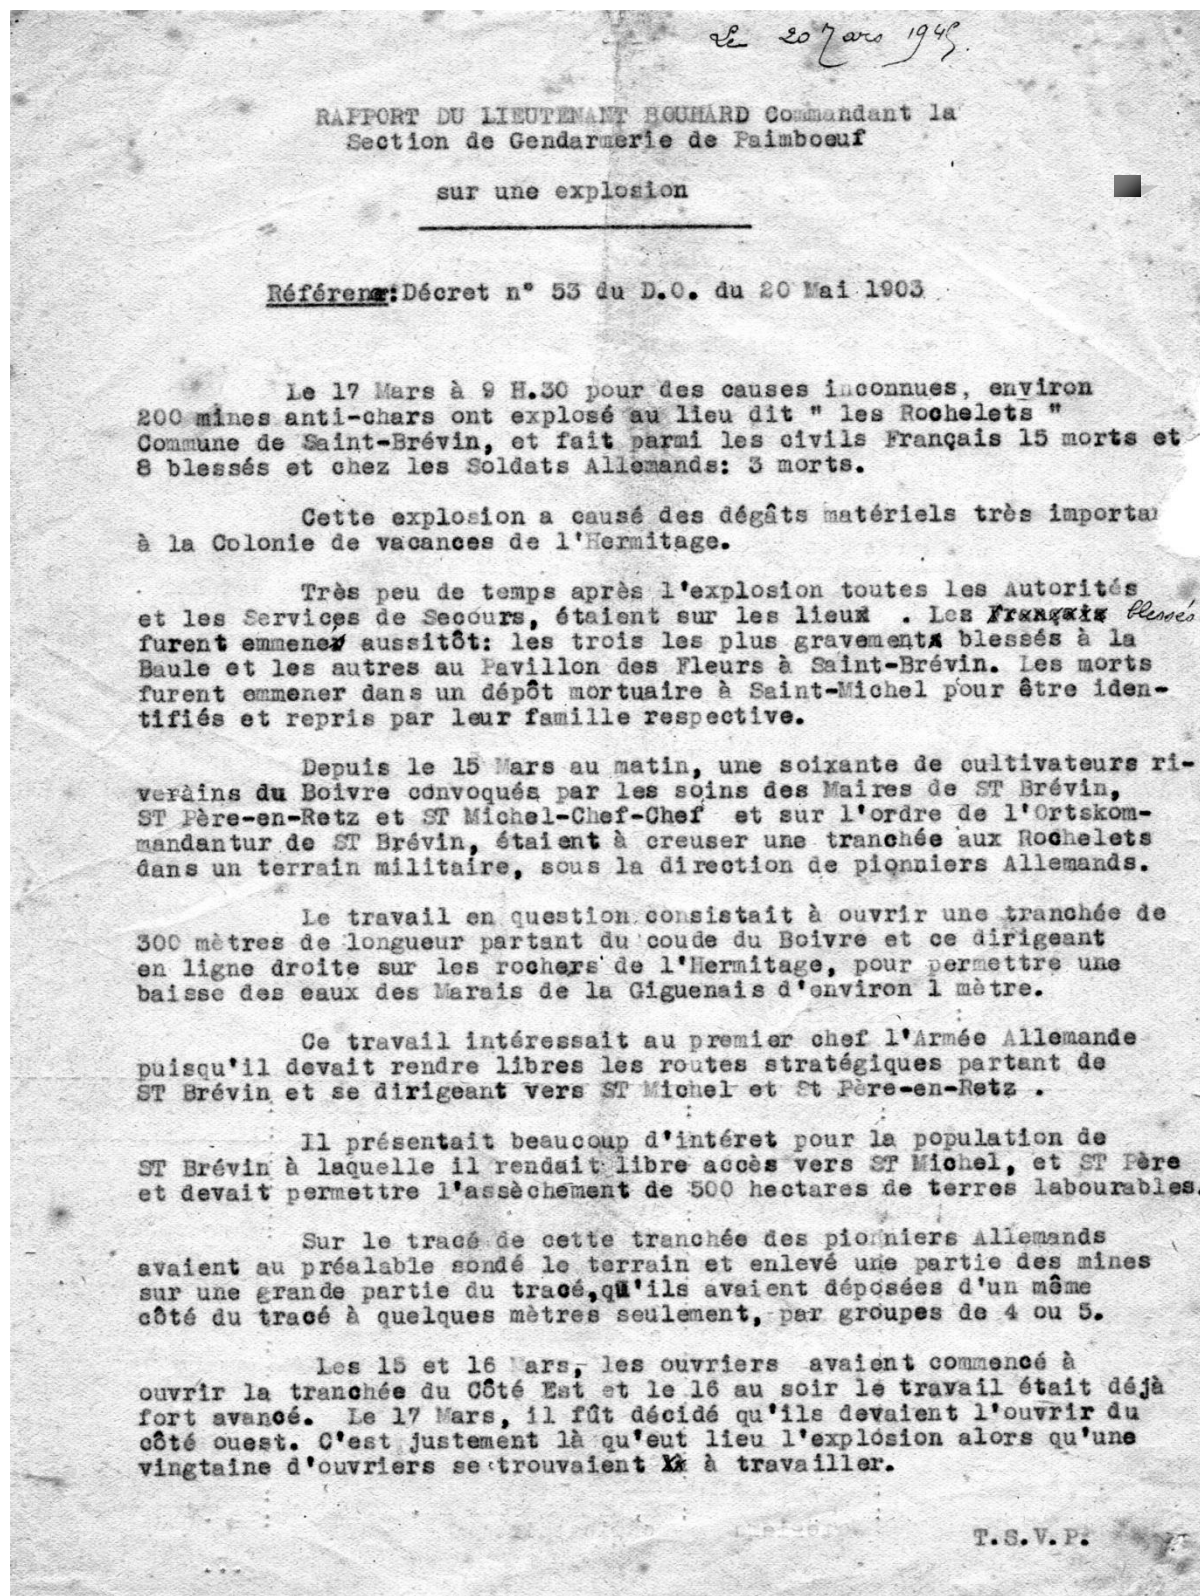 Le 20 Mars 1945.
RAPPORT DU LIEUTENANT ROUHARD Commandant la
Section de Gendarmerie de Paimboeuf
sur une explosion
Référence: Décret n° 53 du D.O. du 20 Mai 1903
Le 17 Mars à 9 H.30 pour des causes inconnues, environ
200 mines anti-chars ont explosé au lieu dit " les Rochelets "
Commune de Saint-Brévin, et fait parmi les civils Français 15 morts et
8 blessés et chez les Soldats Allemands: 3 morts.
Cette explosion a causé des dégâts matériels très importa
à la Colonie de vacances de l'Hermitage.
Très peu de temps après l'explosion toutes les Autorités
et les Services de Secours, étaient sur les lieux . Les Français blessés
furent emmenés aussitôt: les trois les plus gravement blessés à la
Baule et les autres au Pavillon des Fleurs à Saint-Brévin. Les morts
furent emmener dans un dépôt mortuaire à Saint-Michel pour être iden-
tifiés et repris par leur famille respective.
Depuis le 15 Mars au matin, une soixante de cultivateurs ri-
verains du Boivre convoqués par les soins des Maires de ST Brévin,
ST Père-en-Retz et ST Michel-Chef-Chef et sur l'ordre de l'Ortskom-
mandantur de ST Brévin, étaient à creuser une tranchée aux Rochelets
dans un terrain militaire, sous la direction de pionniers Allemands.
Le travail en question consistait à ouvrir une tranchée de
300 mètres de longueur partant du coude du Boivre et ce dirigeant
en ligne droite sur les rochers de l'Hermitage, pour permettre une
baisse des eaux des Marais de la Giguenais d'environ 1 mètre.
Ce travail intéressait au premier chef l'Armée Allemande
puisqu'il devait rendre libres les routes stratégiques partant de
ST Brévin et se dirigeant vers ST Michel et St Père-en-Retz .
Il présentait beaucoup d'intéret pour la population de
ST Brévin à laquelle il rendait libre accès vers ST Michel, et ST Père
et devait permettre l'assèchement de 500 hectares de terres labourables.
Sur le tracé de cette tranchée des pionniers Allemands
avaient au préalable sondé le terrain et enlevé une partie des mines
sur une grande partie du tracé, qu'ils avaient déposées d'un même
côté du tracé à quelques mètres seulement, par groupes de 4 ou 5.
Les 15 et 16 Mars, les ouvriers avaient commencé à
ouvrir la tranchée du Côté Est et le 16 au soir le travail était déjà
fort avancé. Le 17 Mars, il fût décidé qu'ils devaient l'ouvrir du
côté ouest. C'est justement là qu'eut lieu l'explosion alors qu'une
vingtaine d'ouvriers se trouvaient à travailler.
T.S.V.P.